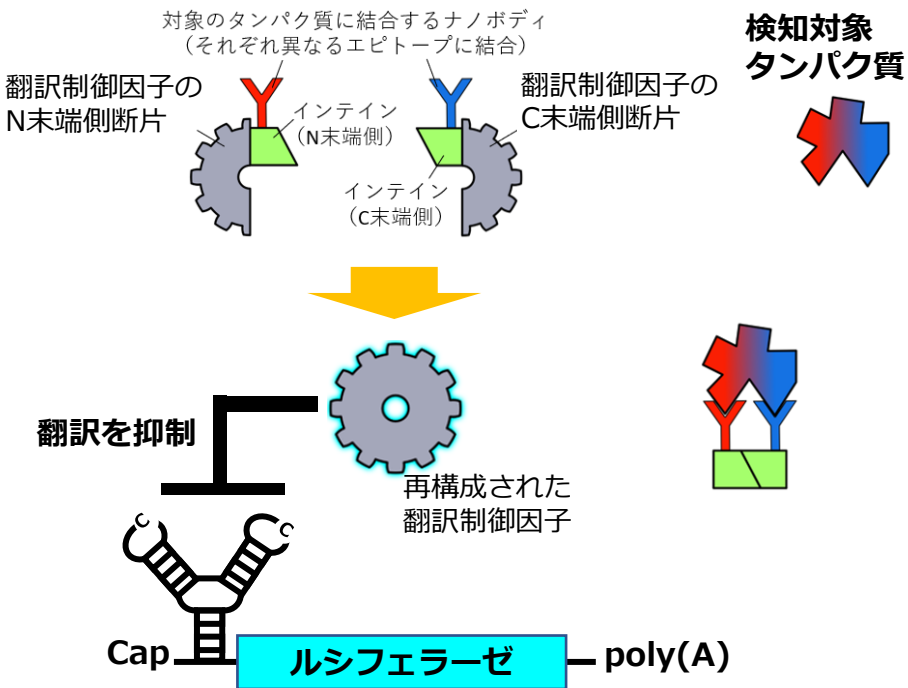 対象のタンパク質に結合するナノボディ
（それぞれ異なるエピトープに結合）
検知対象
タンパク質
翻訳制御因子の
N末端側断片
インテイン
（N末端側）
翻訳制御因子の
C末端側断片
インテイン
（C末端側）
翻訳を抑制
再構成された
翻訳制御因子
C
C
Cap
ルシフェラーゼ
poly(A)